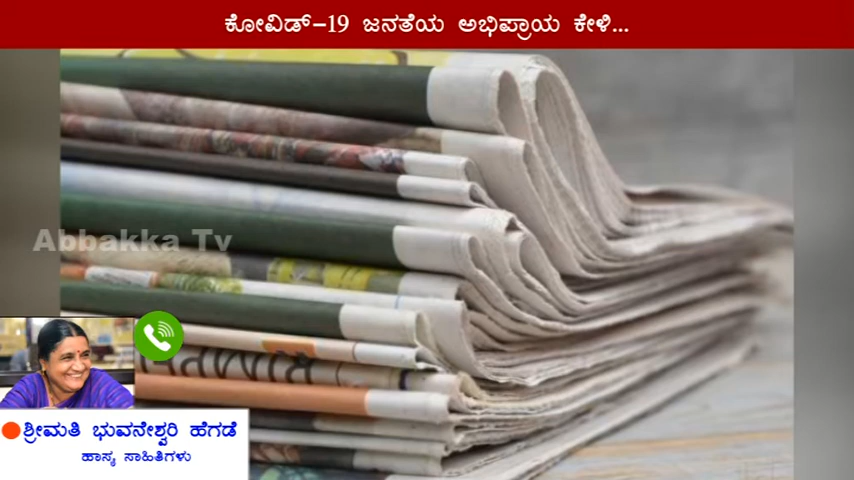 ಕೋವಿಡ್-19 ಜನತೆಯ ಅಭಿಪ್ರಾಯ ಕೇಳಿ...
Abbakka Tv
ಶ್ರೀಮತಿ ಭುವನೇಶ್ವರಿ ಹೆಗಡೆ
ಹಾಸ್ಯ ಸಾಹಿತಿಗಳು